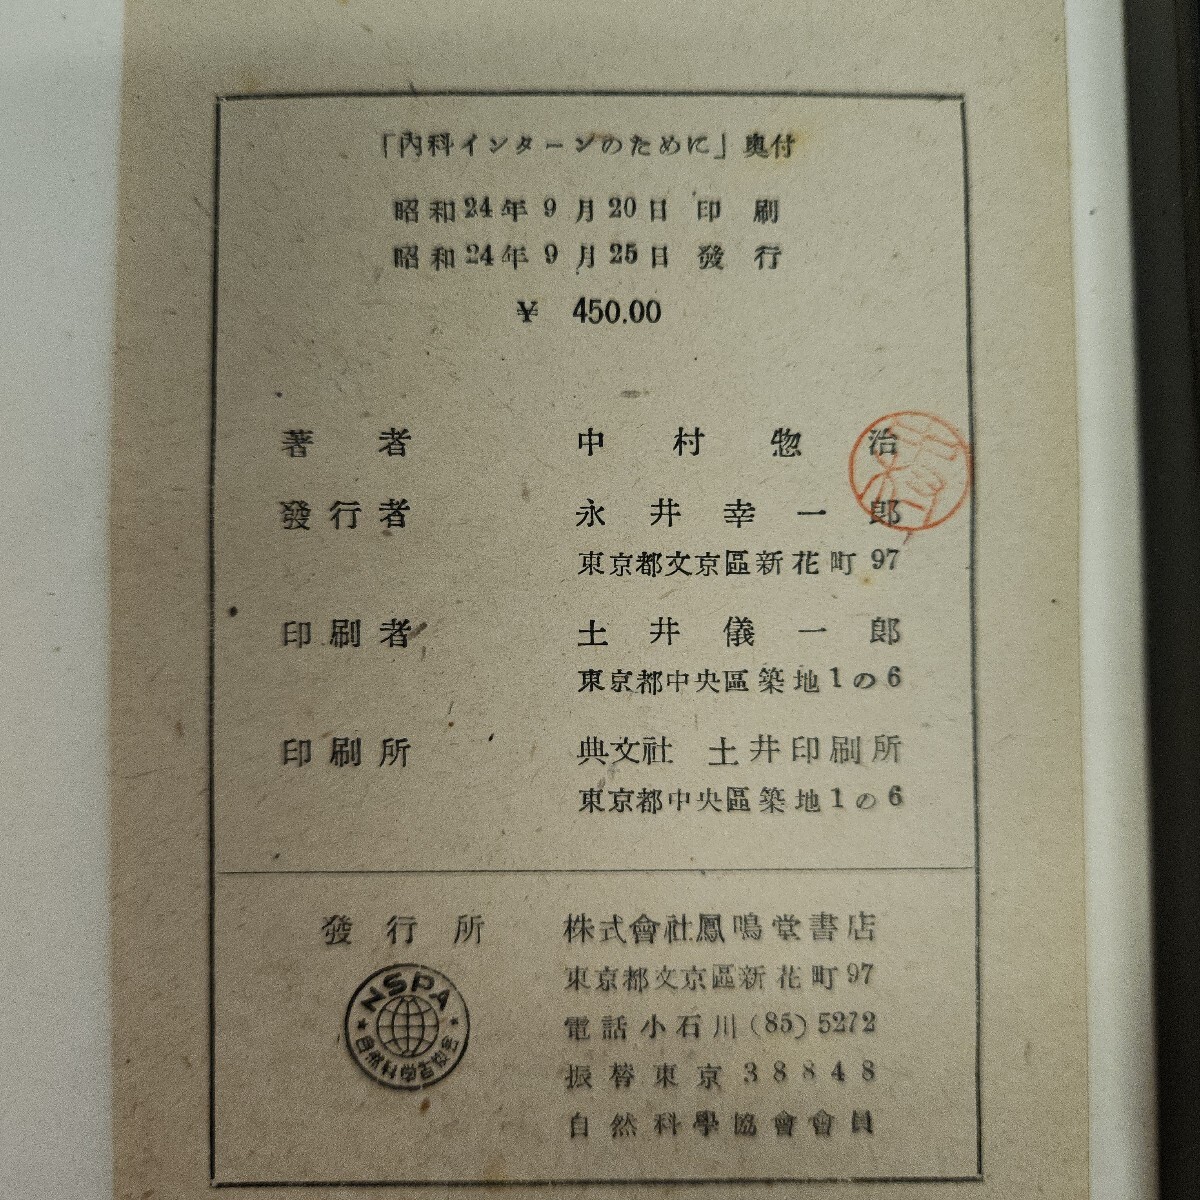 「内科インターンのために」奥付
昭和24年9月20日 印刷
昭和24年9月25日 發行
¥ 450.00
著者 中村惣治
發行者 永井幸一郎
東京都文京區新花町97
印刷者 土井儀一郎
東京都中央區築地1の6
印刷所 典文社 土井印刷所
東京都中央區築地1の6
發行所 株式會社鳳鳴堂書店
東京都文京區新花町97
電話小石川(85)5272
振替東京38848
自然科學協會會員
NSPA